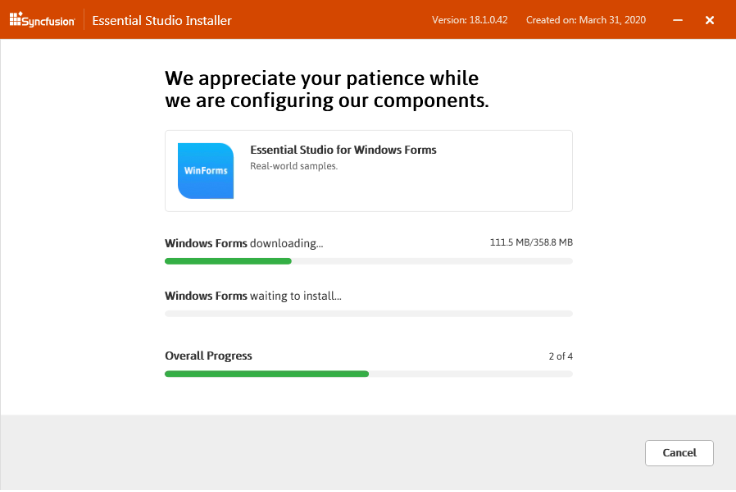 Syncfusion Essential Studio Installer Version: 18.1.0.42 Created on: March 31, 2020
We appreciate your patience while
we are configuring our components.
WinForms
Essential Studio for Windows Forms
Real-world samples.
Windows Forms downloading... 111.5 MB/358.8 MB
Windows Forms waiting to install...
Overall Progress 2 of 4
Cancel